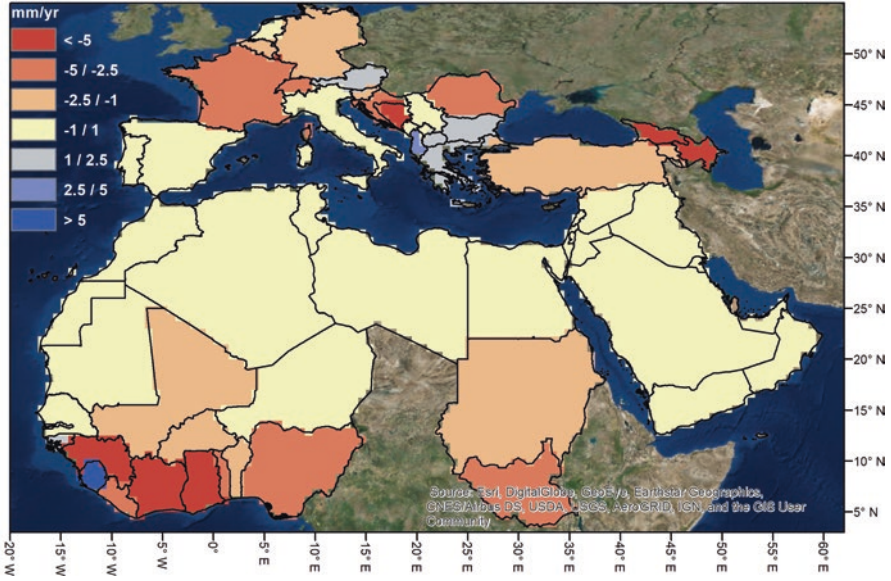 mm/yr
< -5
-5 / -2.5
-2.5 / -1
-1 / 1
1 / 2.5
2.5 / 5
> 5
50° N
45° N
40° N
35° N
30° N
25° N
20° N
15° N
10° N
5° N
Source: Esri, DigitalGlobe, GeoEye, Earthstar Geographics,
CNES/Airbus DS, USDA, USGS, AeroGRID, IGN, and the GIS User
Community
20° W
15° W
10° W
5° W
0°
5° E
10° E
15° E
20° E
25° E
30° E
35° E
40° E
45° E
50° E
55° E
60° E